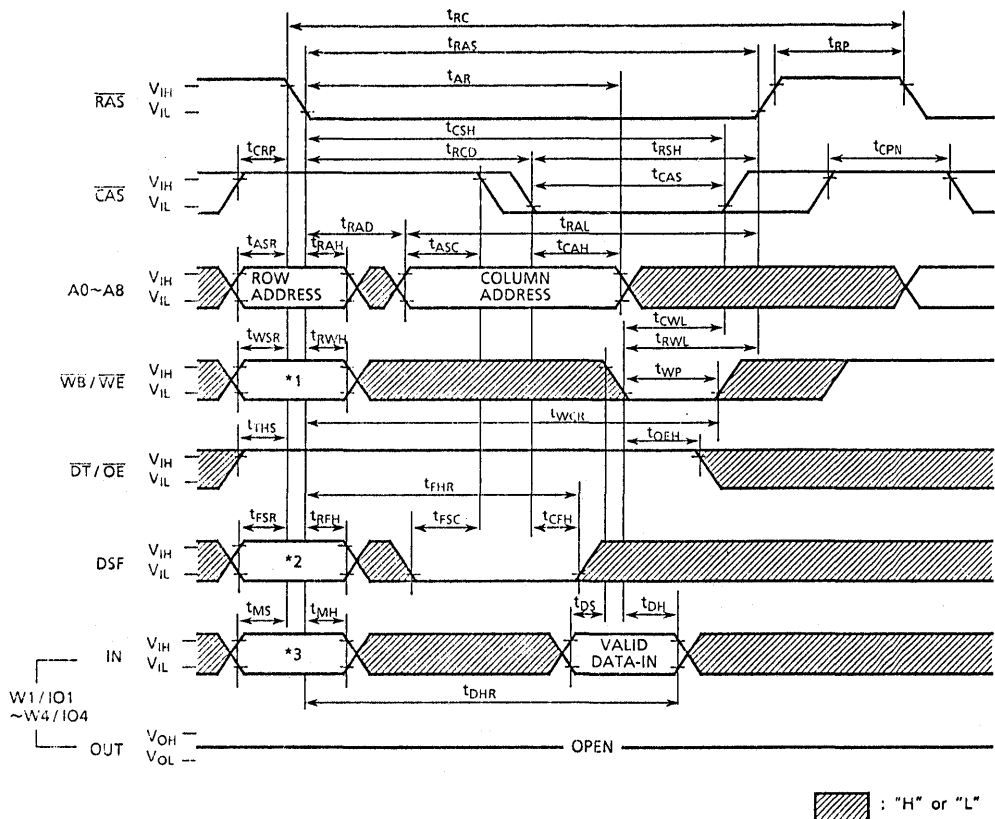 tRC
tRAS
tRP
tAR
RAS VIH
VIL
tCSH
tCRP tRCD tRSH tCPN
tCAS
CAS VIH
VIL
tRAD tRAL
tASR tRAH tASC tCAH
A0~A8 VIH
VIL
ROW ADDRESS
COLUMN ADDRESS
tCWL
tWSR tRWH tRWL
WB/WE VIH
VIL
*1 tWP
tWCR
tTHS tOEH
DT/OE VIH
VIL
tFHR
tFSR tRFH tFSC tCFH
DSF VIH
VIL
*2
tMS tMH tDS tDH
IN VIH
VIL
*3 VALID DATA-IN
tDHR
W1/IO1
~W4/IO4
OUT VOH
VOL
OPEN
: "H" or "L"